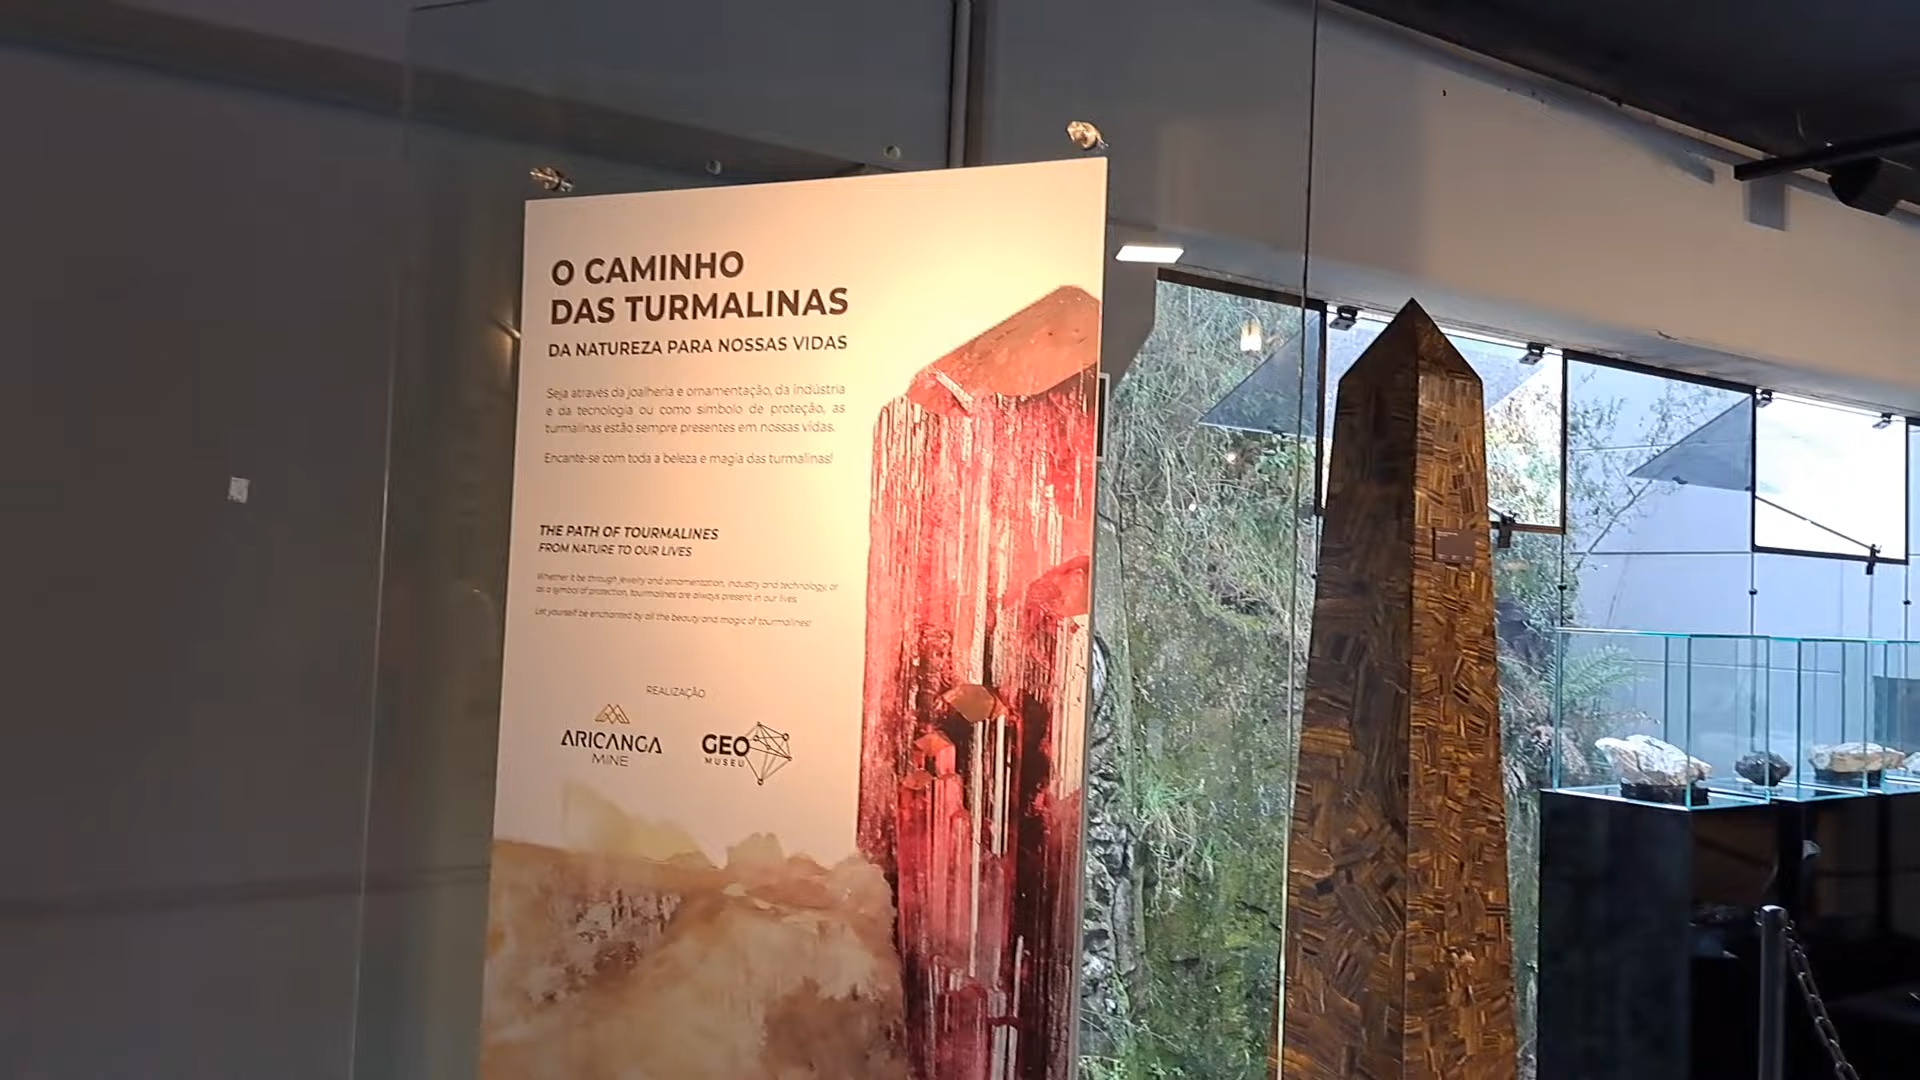 O CAMINHO
DAS TURMALINAS
DA NATUREZA PARA NOSSAS VIDAS
Seja através da joalheria e ornamentação, da indústria
e da tecnologia ou como símbolo de proteção, as
turmalinas estão sempre presentes em nossas vidas.
Encante-se com toda a beleza e magia das turmalinas!
THE PATH OF TOURMALINES
FROM NATURE TO OUR LIVES
Whether it be through jewelry and ornamentation, industry and technology, or
as a symbol of protection, tourmalines are always present in our lives.
Let yourself be enchanted by all the beauty and magic of tourmalines!
REALIZAÇÃO
ARICANGA
MINE
GEO
MUSEU